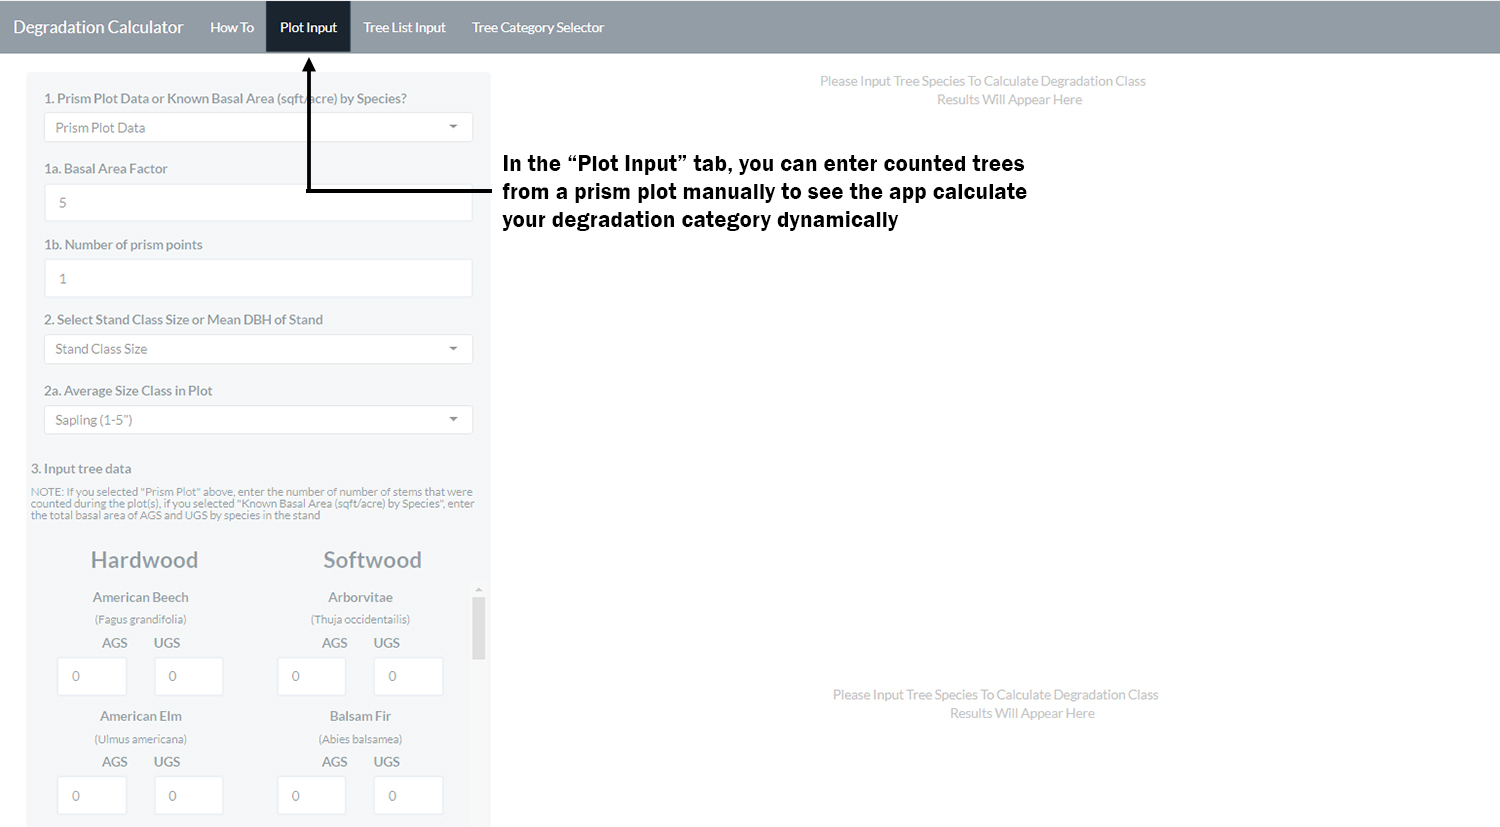 Degradation Calculator How To Plot Input Tree List Input Tree Category Selector
1. Prism Plot Data or Known Basal Area (sqft/acre) by Species?
Prism Plot Data
1a. Basal Area Factor
5
1b. Number of prism points
1
2. Select Stand Class Size or Mean DBH of Stand
Stand Class Size
2a. Average Size Class in Plot
Sapling (1-5")
3. Input tree data
NOTE: If you selected "Prism Plot" above, enter the number of number of stems that were
counted during the plot(s), if you selected "Known Basal Area (sqft/acre) by Species", enter
the total basal area of AGS and UGS by species in the stand
Hardwood Softwood
American Beech Arborvitae
(Fagus grandifolia) (Thuja occidentailis)
AGS UGS AGS UGS
0 0 0 0
American Elm Balsam Fir
(Ulmus americana) (Abies balsamea)
AGS UGS AGS UGS
0 0 0 0
Please Input Tree Species To Calculate Degradation Class
Results Will Appear Here
In the “Plot Input” tab, you can enter counted trees
from a prism plot manually to see the app calculate
your degradation category dynamically
Please Input Tree Species To Calculate Degradation Class
Results Will Appear Here